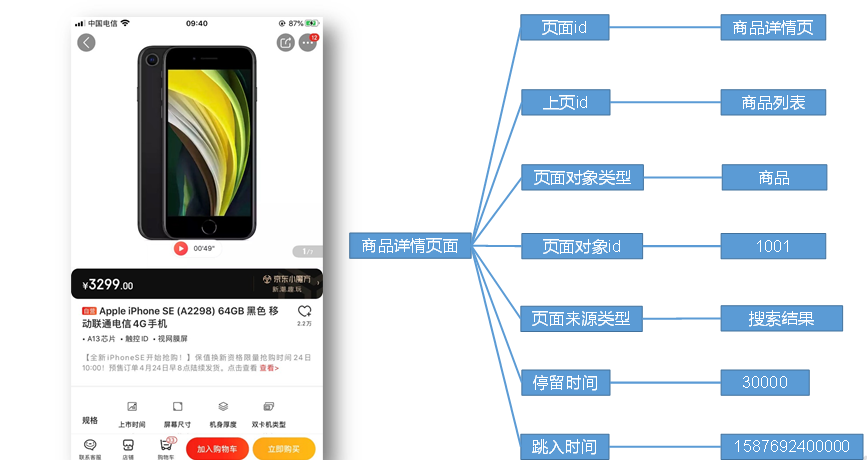 中国电信
09:40
87%
12
00'49"
1/7
¥3299.00
京东小魔方
新潮趣玩
自营 Apple iPhone SE (A2298) 64GB 黑色 移
动联通电信4G手机
2.2万
• A13芯片 • 触控ID • 视网膜屏
【全新iPhoneSE开始抢购！】保值换新资格限量抢购时间24日
10:00！预售订单4月24日早8点陆续发货。点击查看 查看>
规格
上市时间
屏幕尺寸
机身厚度
双卡机类型
联系客服
店铺
购物车
加入购物车
立即购买
商品详情页面
页面id
商品详情页
上页id
商品列表
页面对象类型
商品
页面对象id
1001
页面来源类型
搜索结果
停留时间
30000
跳入时间
1587692400000